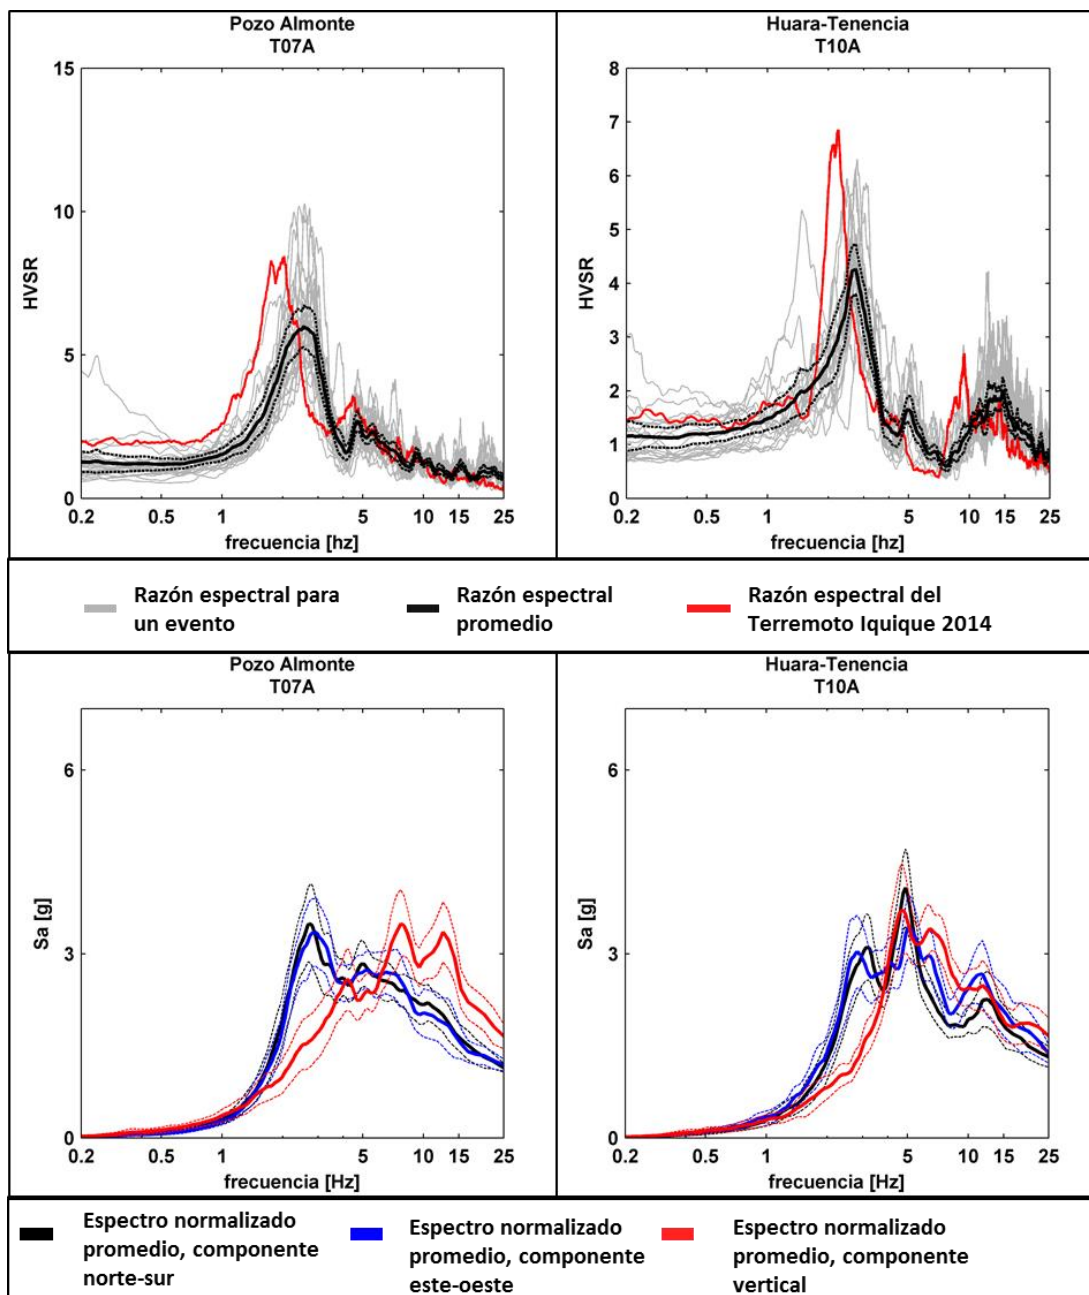 Pozo Almonte
T07A
15
10
5
0
HVSR
0.2 0.5 1 5 10 15 25
frecuencia [hz]
Huara-Tenencia
T10A
8
7
6
5
4
3
2
1
0
HVSR
0.2 0.5 1 5 10 15 25
frecuencia [hz]
Razón espectral para
un evento
Razón espectral
promedio
Razón espectral del
Terremoto Iquique 2014
Pozo Almonte
T07A
6
3
0
Sa [g]
0.2 0.5 1 5 10 15 25
frecuencia [Hz]
Huara-Tenencia
T10A
6
3
0
Sa [g]
0.2 0.5 1 5 10 15 25
frecuencia [Hz]
Espectro normalizado
promedio, componente
norte-sur
Espectro normalizado
promedio, componente
este-oeste
Espectro normalizado
promedio, componente
vertical